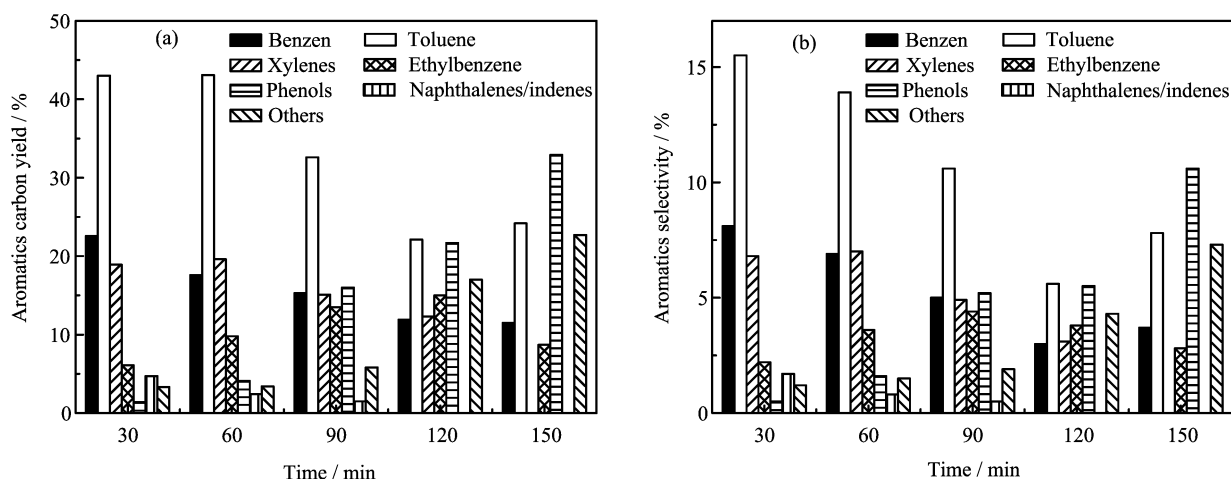 50
40
30
20
10
0
Aromatics carbon yield / %
(a)
Benzen Toluene
Xylenes Ethylbenzene
Phenols Naphthalenes/indenes
Others
30 60 90 120 150
Time / min
15
10
5
0
Aromatics selectivity / %
(b)
Benzen Toluene
Xylenes Ethylbenzene
Phenols Naphthalenes/indenes
Others
30 60 90 120 150
Time / min